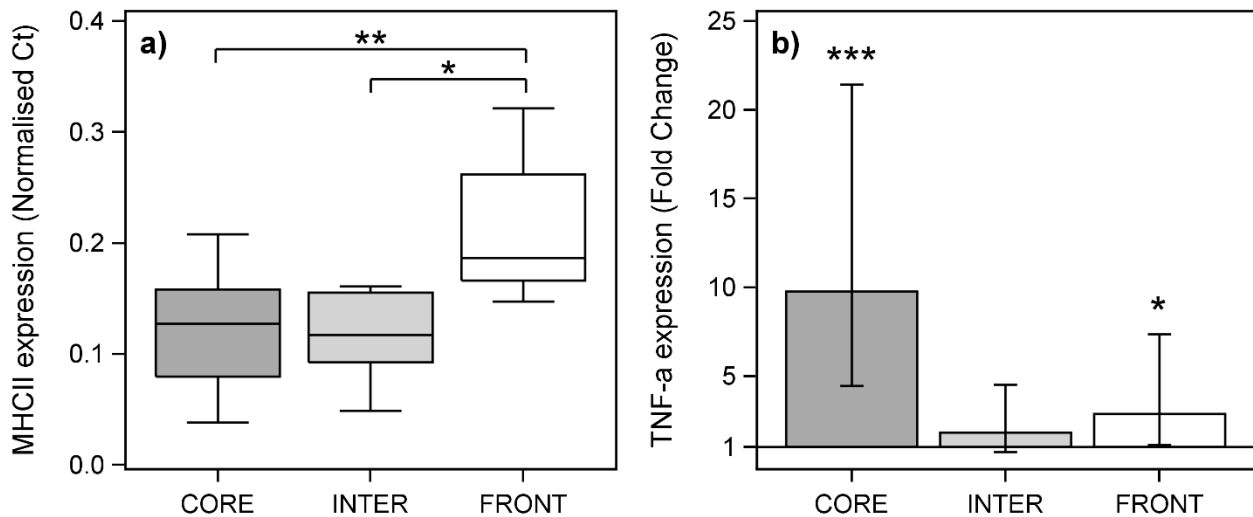 a)
MHCII expression (Normalised Ct)
0.4
0.3
0.2
0.1
0.0
**
*
CORE INTER FRONT
b)
TNF-a expression (Fold Change)
25
20
15
10
5
1
***
*
CORE INTER FRONT